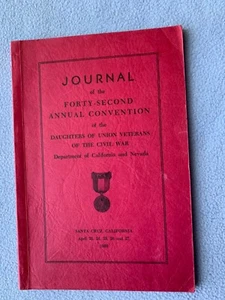 JOURNAL
of the
FORTY-SECOND
ANNUAL CONVENTION
of the
DAUGHTERS OF UNION VETERANS
OF THE CIVIL WAR
Department of California and Nevada
SANTA CRUZ, CALIFORNIA
April